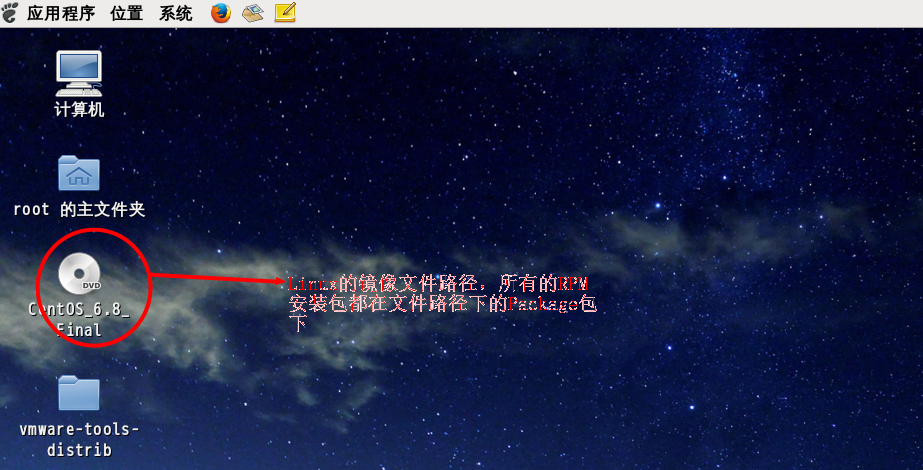 应用程序 位置 系统
计算机
root 的主文件夹
DVD
CentOS_6.8_
Final
Linux的镜像文件路径，所有的RPM
安装包都在文件路径下的Package包
下
vmware-tools-
distrib